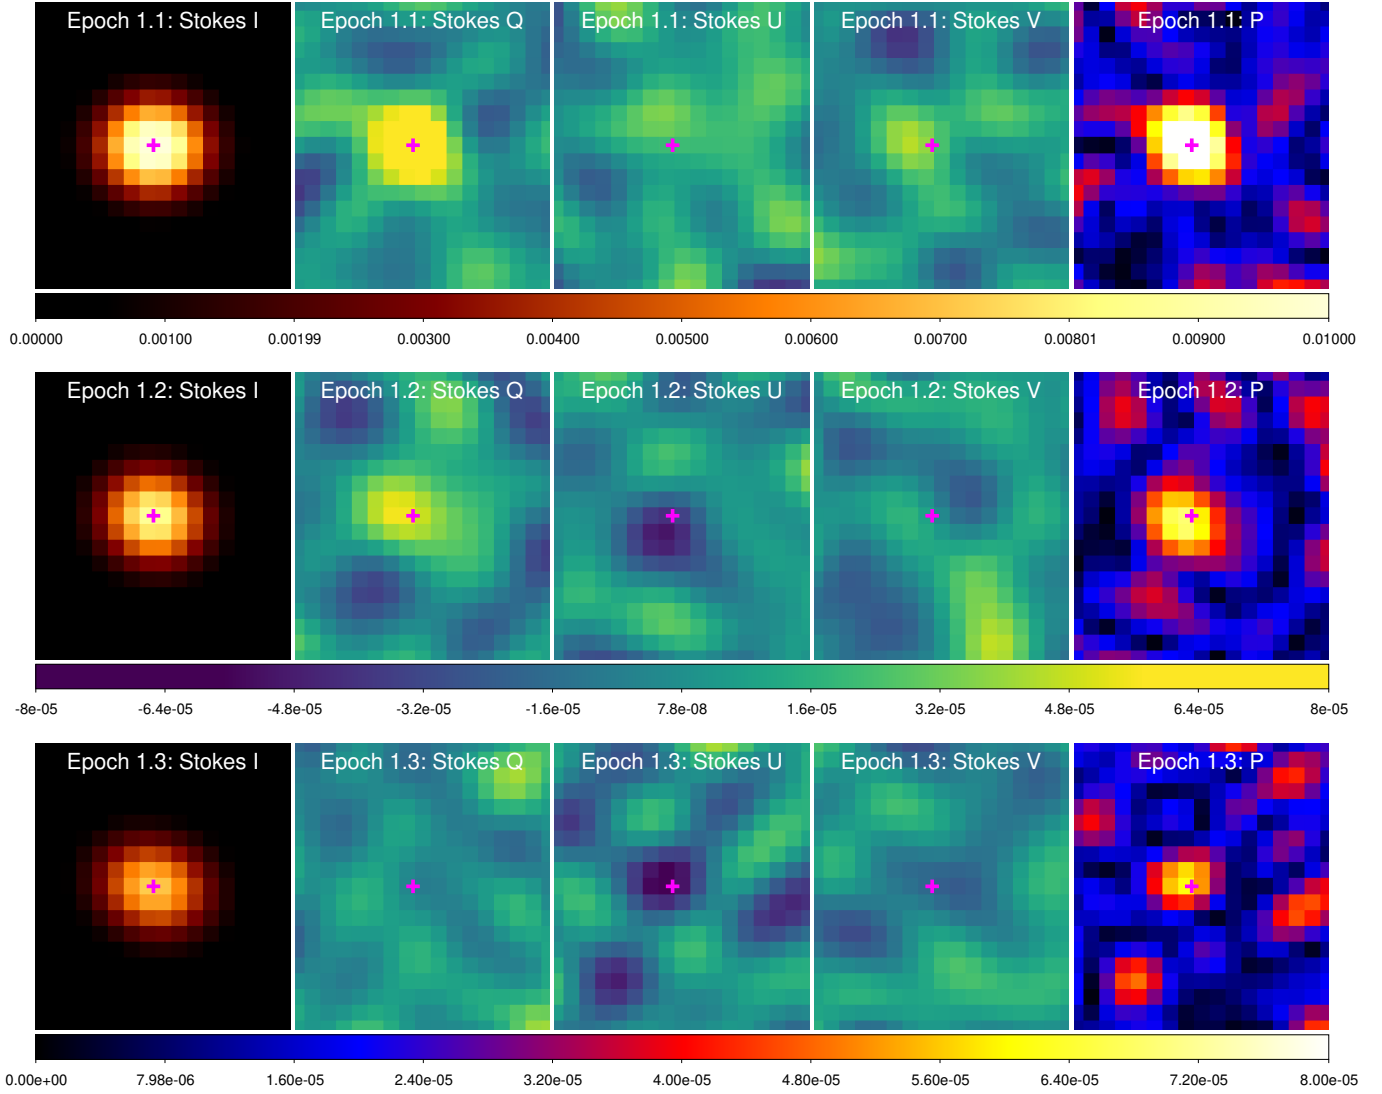 Epoch 1.1: Stokes I Epoch 1.1: Stokes Q Epoch 1.1: Stokes U Epoch 1.1: Stokes V Epoch 1.1: P
0.00000 0.00100 0.00199 0.00300 0.00400 0.00500 0.00600 0.00700 0.00801 0.00900 0.01000
Epoch 1.2: Stokes I Epoch 1.2: Stokes Q Epoch 1.2: Stokes U Epoch 1.2: Stokes V Epoch 1.2: P
-8e-05 -6.4e-05 -4.8e-05 -3.2e-05 -1.6e-05 7.8e-08 1.6e-05 3.2e-05 4.8e-05 6.4e-05 8e-05
Epoch 1.3: Stokes I Epoch 1.3: Stokes Q Epoch 1.3: Stokes U Epoch 1.3: Stokes V Epoch 1.3: P
0.00e+00 7.98e-06 1.60e-05 2.40e-05 3.20e-05 4.00e-05 4.80e-05 5.60e-05 6.40e-05 7.20e-05 8.00e-05